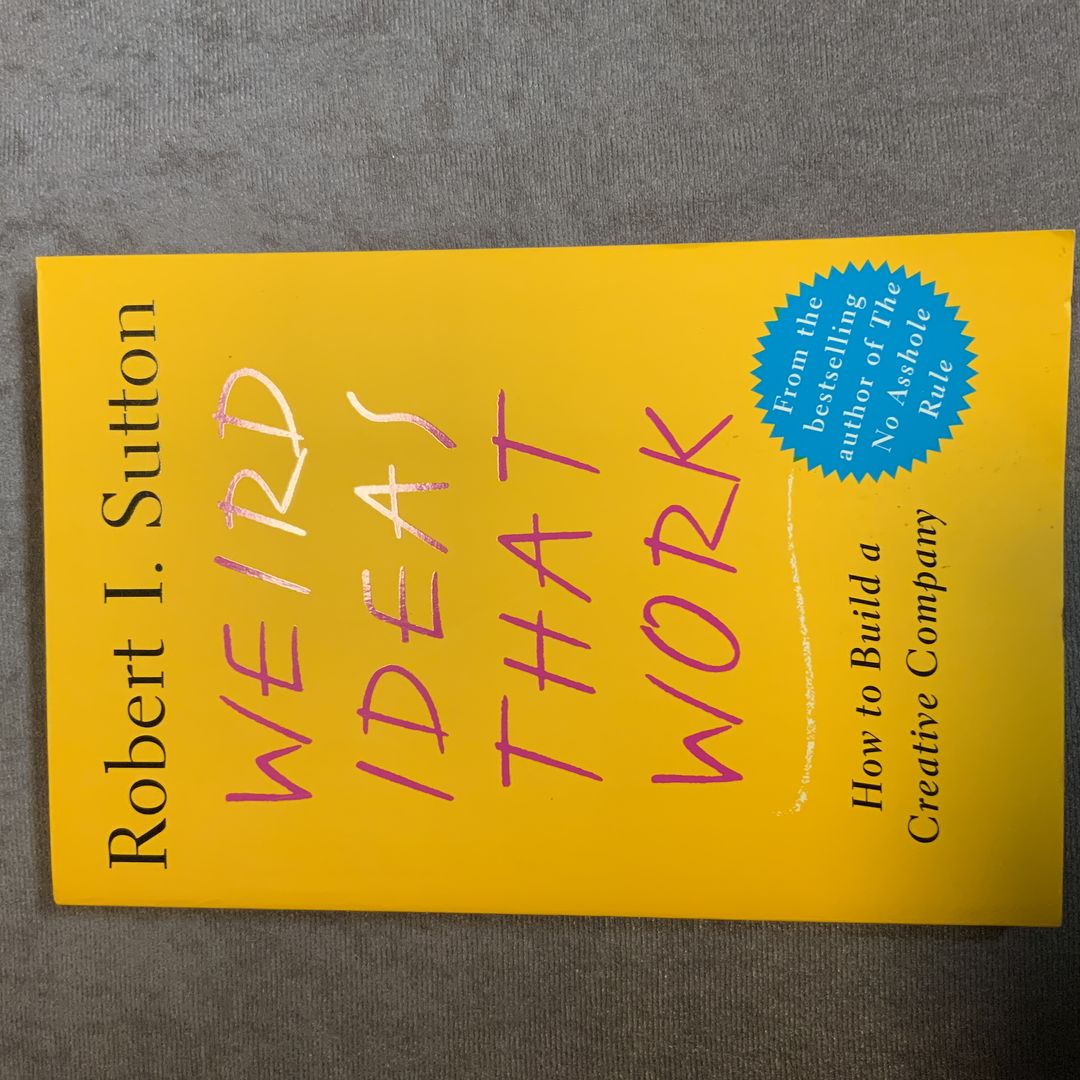 Robert I. Sutton
WEIRD
IDEAS
THAT
WORK
How to Build a
Creative Company
From the
bestselling
author of The
No Asshole
Rule